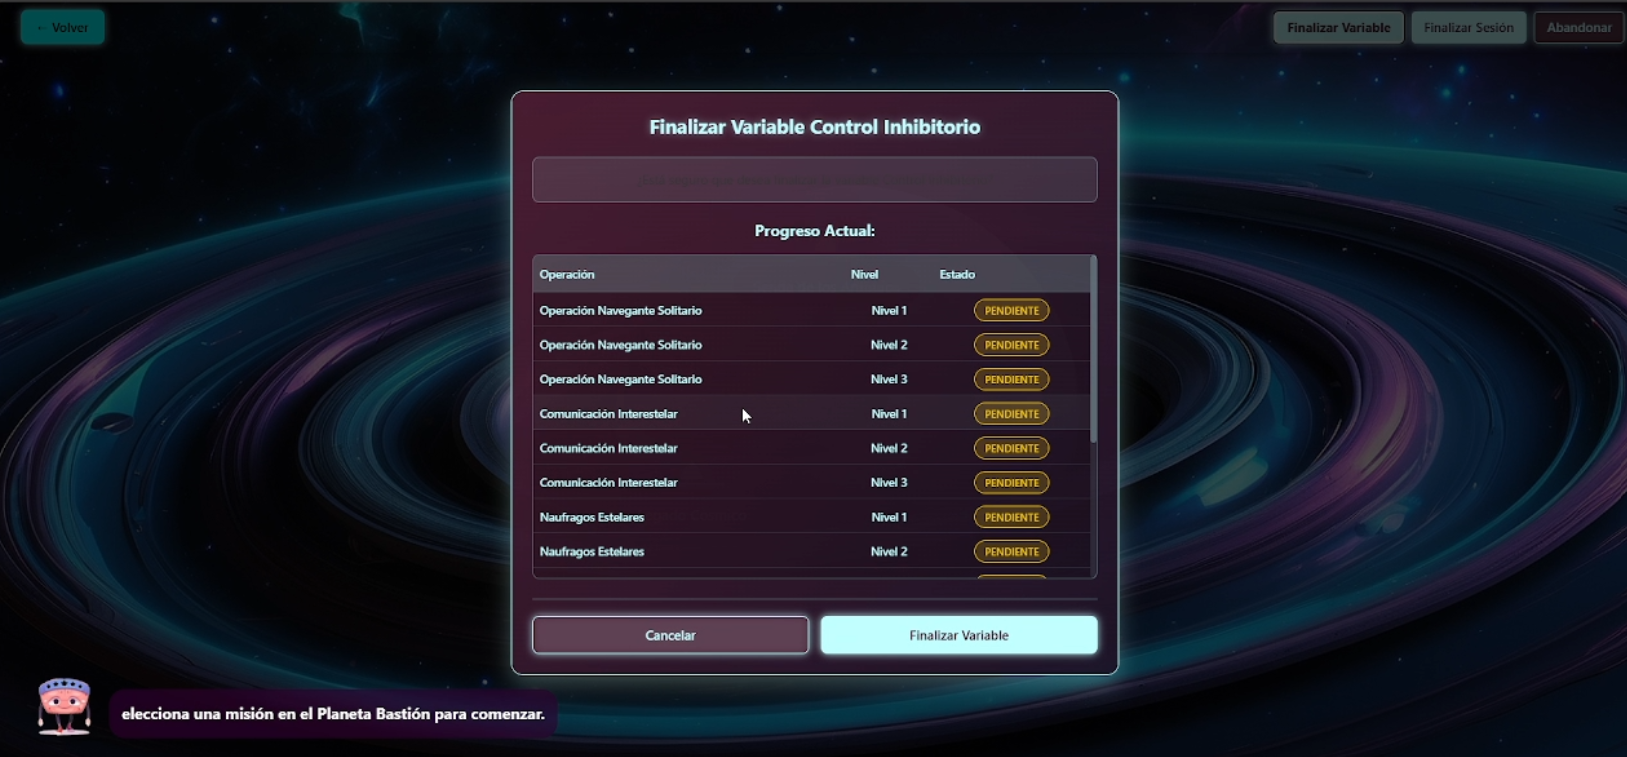 ← Volver
Finalizar Variable
Finalizar Sesión
Abandonar
Finalizar Variable Control Inhibitorio
Progreso Actual:
Operación Nivel Estado
Operación Navegante Solitario Nivel 1 PENDIENTE
Operación Navegante Solitario Nivel 2 PENDIENTE
Operación Navegante Solitario Nivel 3 PENDIENTE
Comunicación Interestelar Nivel 1 PENDIENTE
Comunicación Interestelar Nivel 2 PENDIENTE
Comunicación Interestelar Nivel 3 PENDIENTE
Naufragos Estelares Nivel 1 PENDIENTE
Naufragos Estelares Nivel 2 PENDIENTE
Cancelar
Finalizar Variable
elecciona una misión en el Planeta Bastión para comenzar.